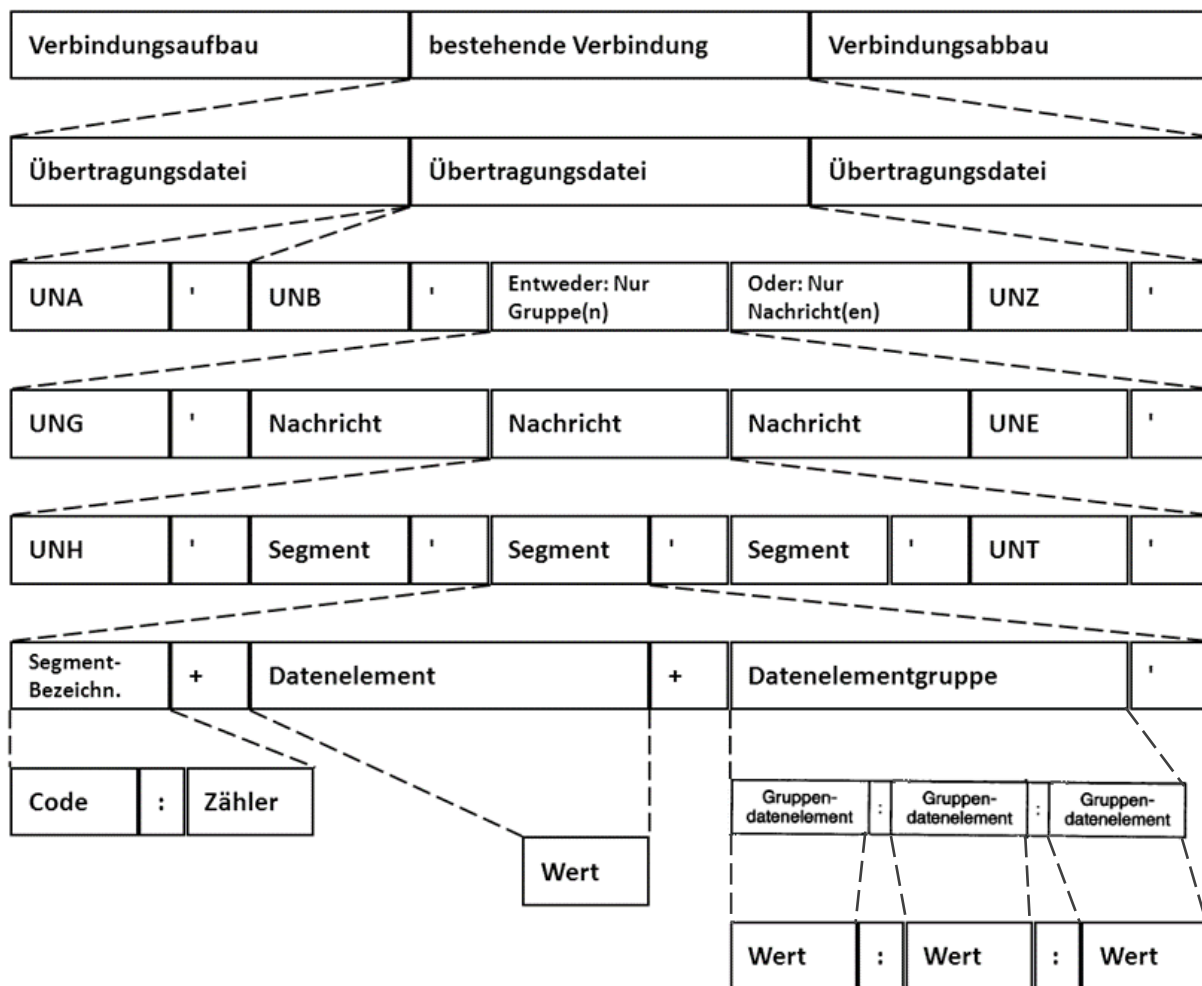 Verbindungsaufbau bestehende Verbindung Verbindungsabbau
Übertragungsdatei Übertragungsdatei Übertragungsdatei
UNA ' UNB ' Entweder: Nur Gruppe(n) Oder: Nur Nachricht(en) UNZ '
UNG ' Nachricht Nachricht Nachricht UNE '
UNH ' Segment ' Segment ' Segment ' UNT '
Segment-
Bezeichn. + Datenelement + Datenelementgruppe '
Code : Zähler
Gruppen-
datenelement : Gruppen-
datenelement : Gruppen-
datenelement
Wert
Wert : Wert : Wert